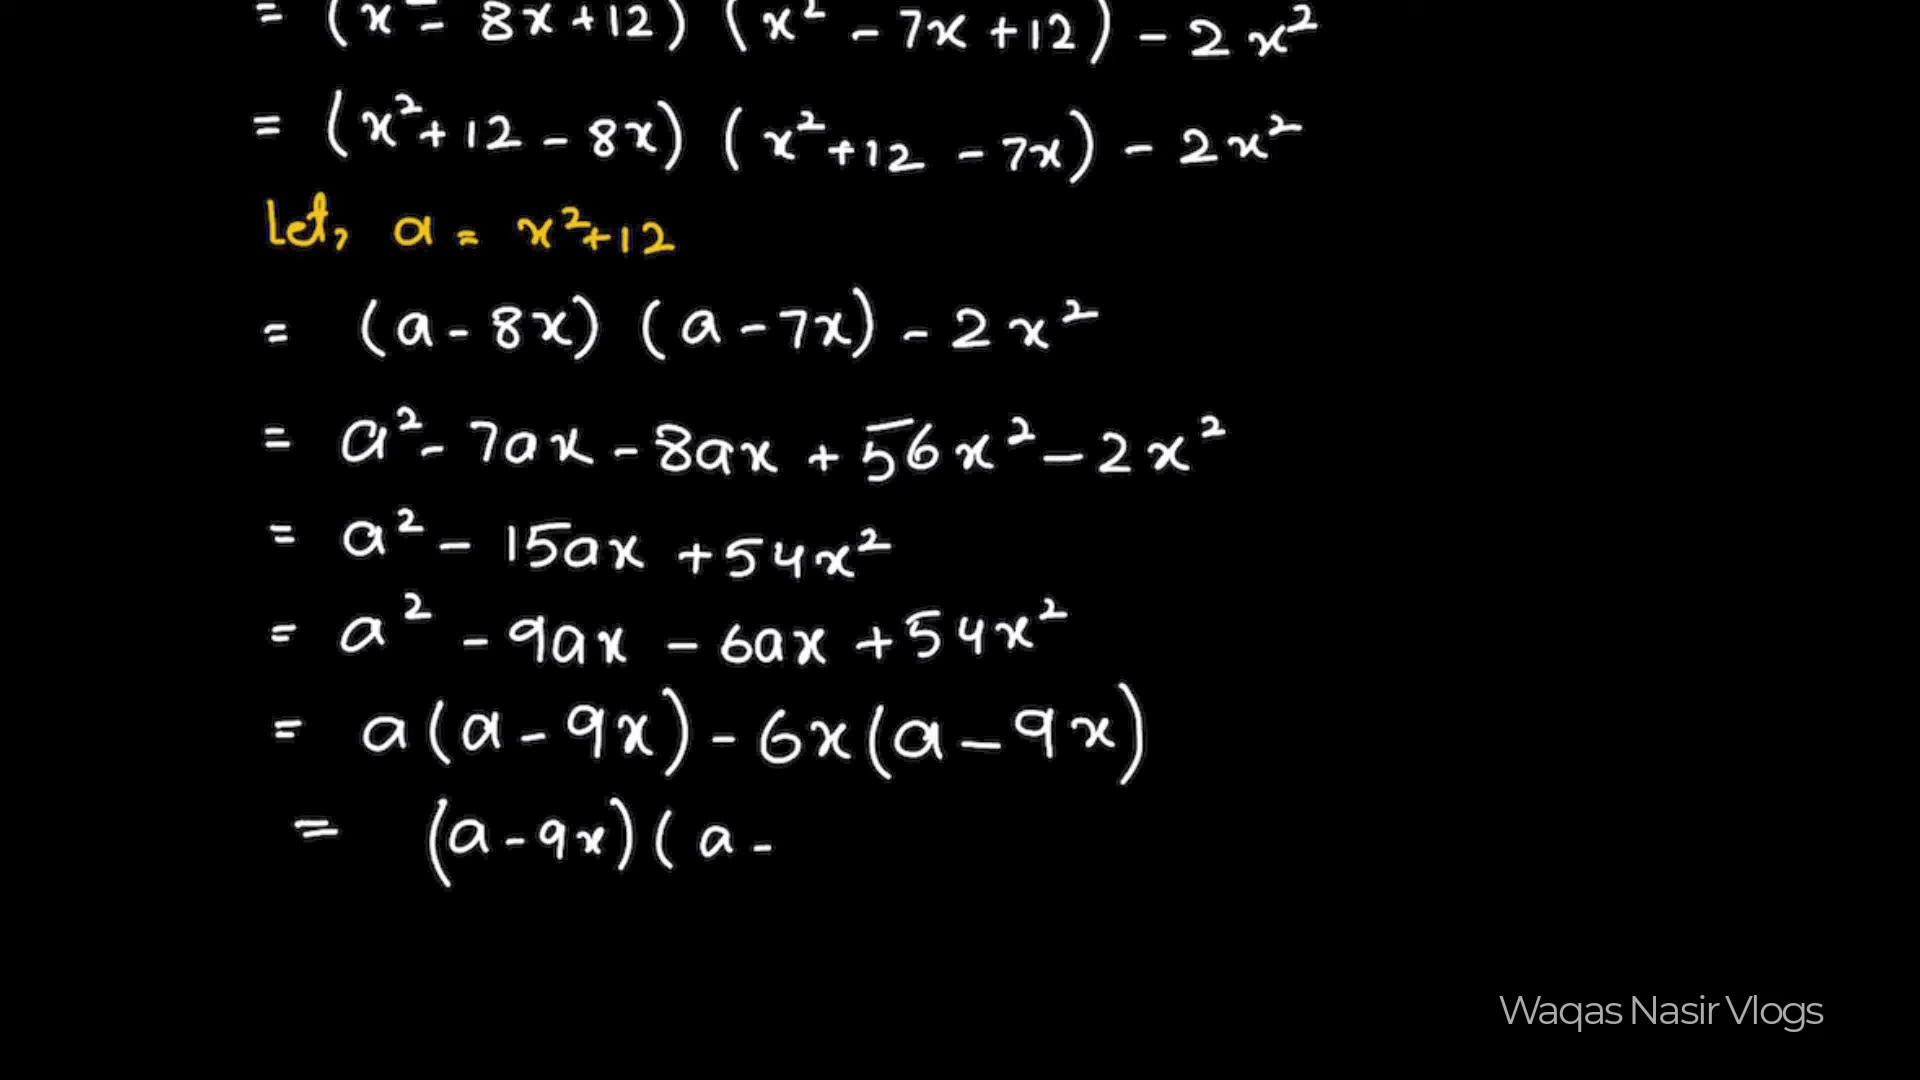 = (x² - 8x + 12) (x² - 7x + 12) - 2x²
= (x² + 12 - 8x) (x² + 12 - 7x) - 2x²
Let, a = x² + 12
= (a - 8x) (a - 7x) - 2x²
= a² - 7ax - 8ax + 56x² - 2x²
= a² - 15ax + 54x²
= a² - 9ax - 6ax + 54x²
= a(a - 9x) - 6x(a - 9x)
= (a - 9x) ( a -
Waqas Nasir Vlogs